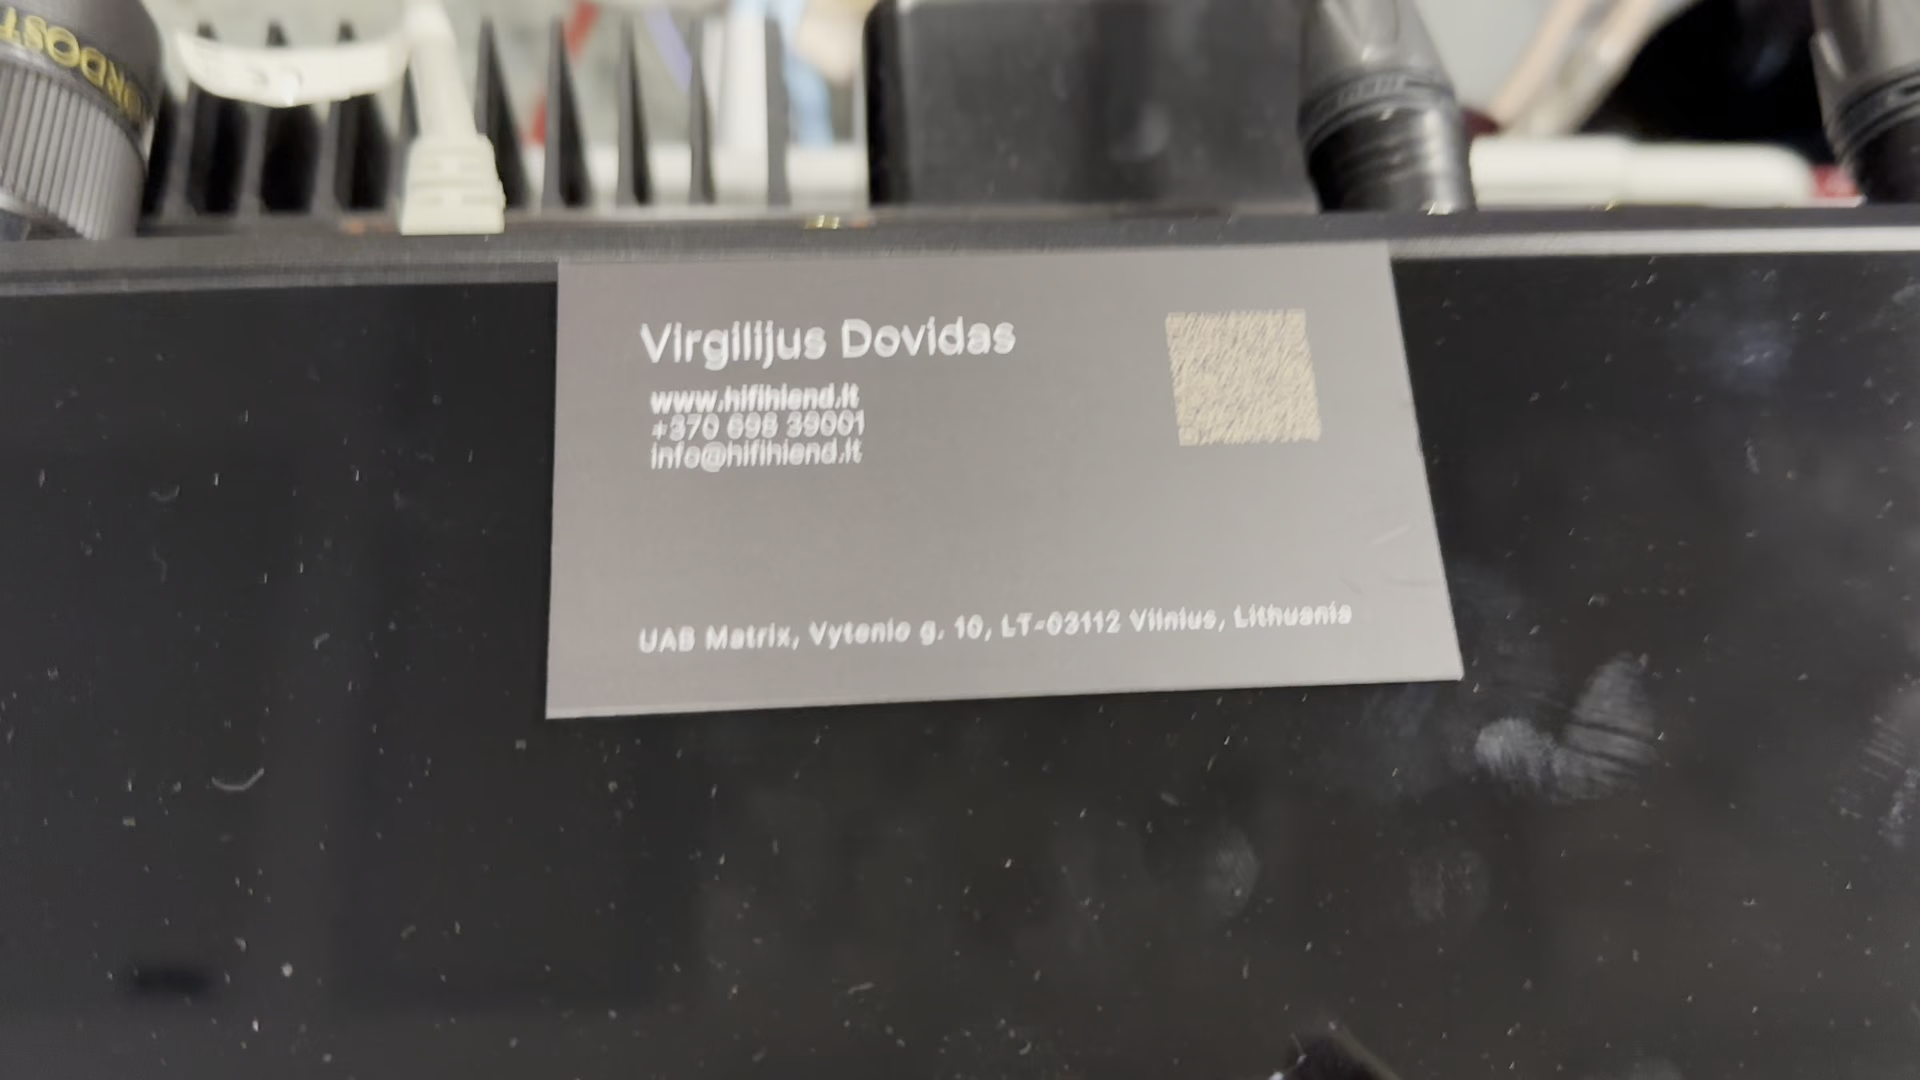 NORDOST
Virgilijus Dovidas
www.hifihiend.lt
+370 698 39001
info@hifihiend.lt
UAB Matrix, Vytenio g. 10, LT-03112 Vilnius, Lithuania